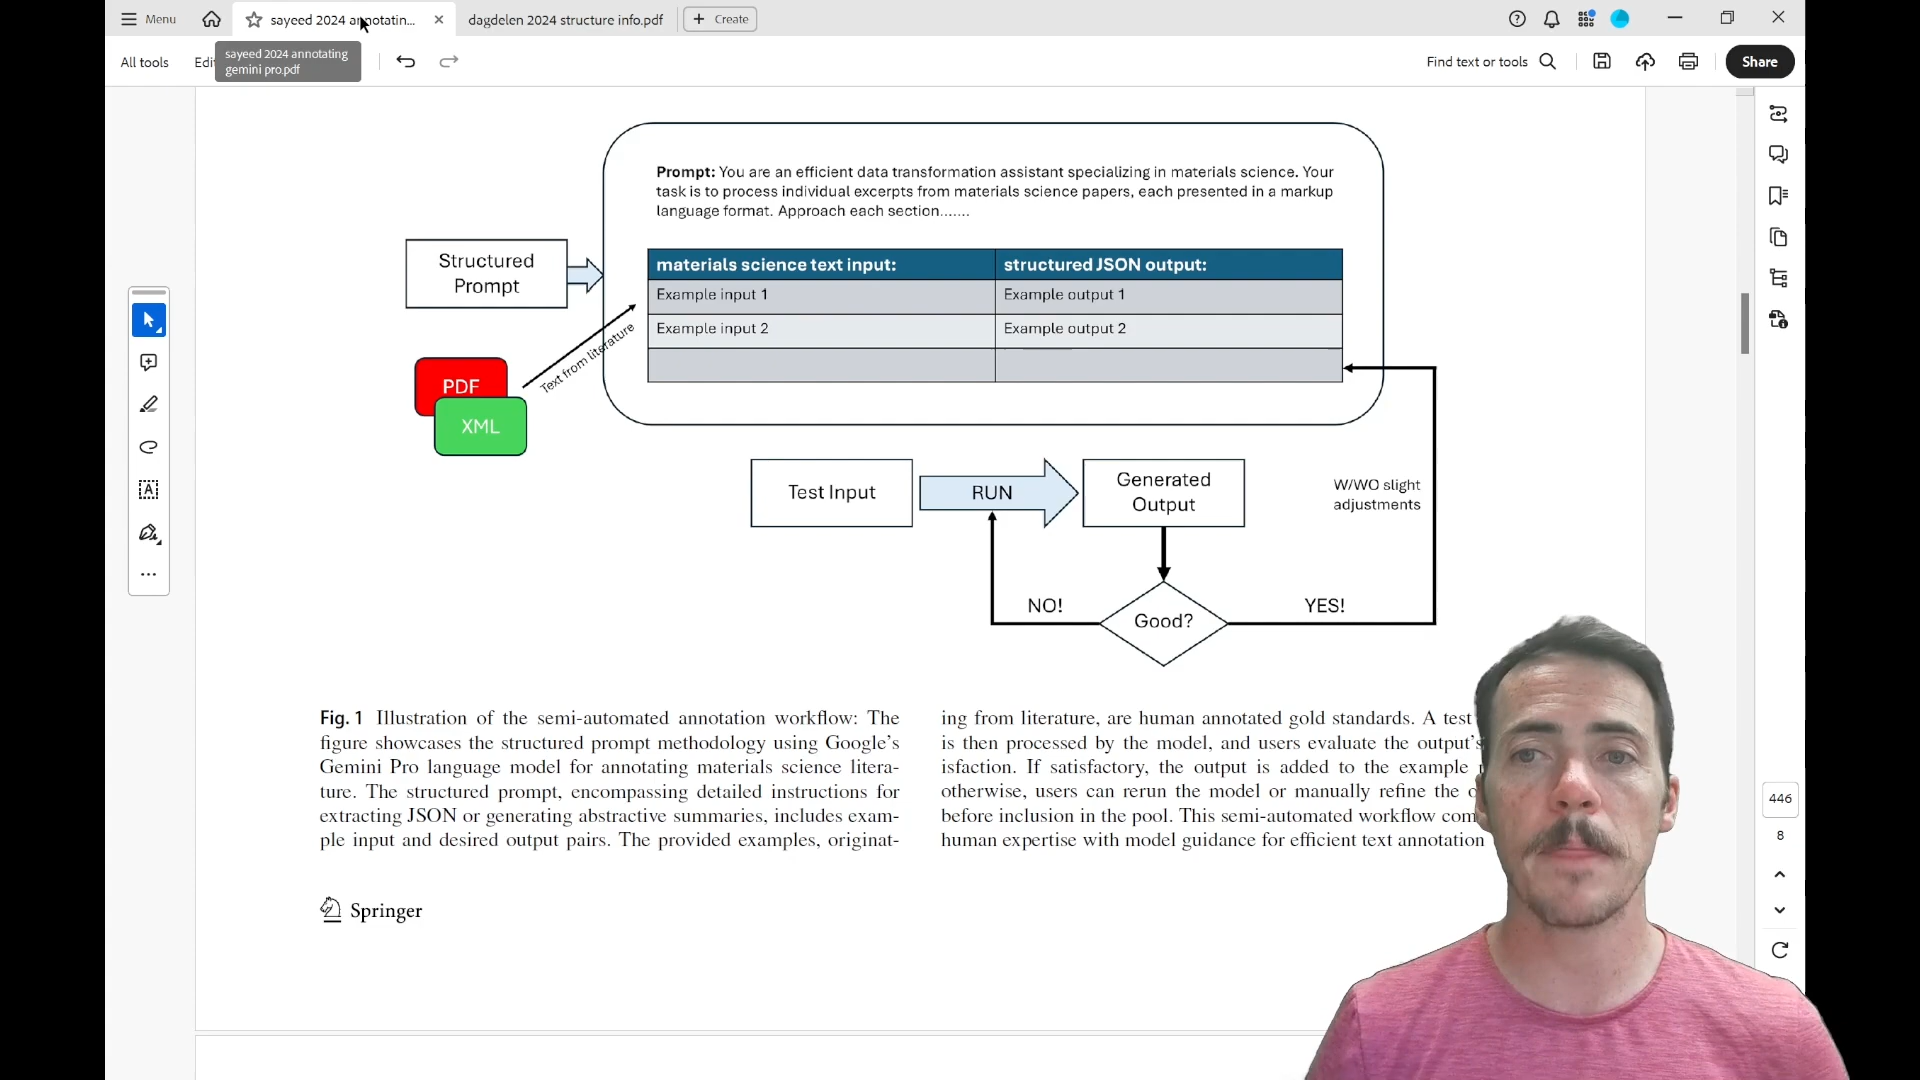 Menu
sayeed 2024 annotatin...
dagdelen 2024 structure info.pdf
Create
All tools
sayeed 2024 annotating
gemini pro.pdf
Find text or tools
Share
Prompt: You are an efficient data transformation assistant specializing in materials science. Your
task is to process individual excerpts from materials science papers, each presented in a markup
language format. Approach each section.......
Structured
Prompt
materials science text input:
structured JSON output:
Example input 1
Example output 1
Example input 2
Example output 2
Text from literature
PDF
XML
Test Input
RUN
Generated
Output
W/WO slight
adjustments
NO!
Good?
YES!
Fig. 1 Illustration of the semi-automated annotation workflow: The
figure showcases the structured prompt methodology using Google's
Gemini Pro language model for annotating materials science litera-
ture. The structured prompt, encompassing detailed instructions for
extracting JSON or generating abstractive summaries, includes exam-
ple input and desired output pairs. The provided examples, originat-
ing from literature, are human annotated gold standards. A test
is then processed by the model, and users evaluate the output's
isfaction. If satisfactory, the output is added to the example
otherwise, users can rerun the model or manually refine the
before inclusion in the pool. This semi-automated workflow com
human expertise with model guidance for efficient text annotation
Springer
446
8